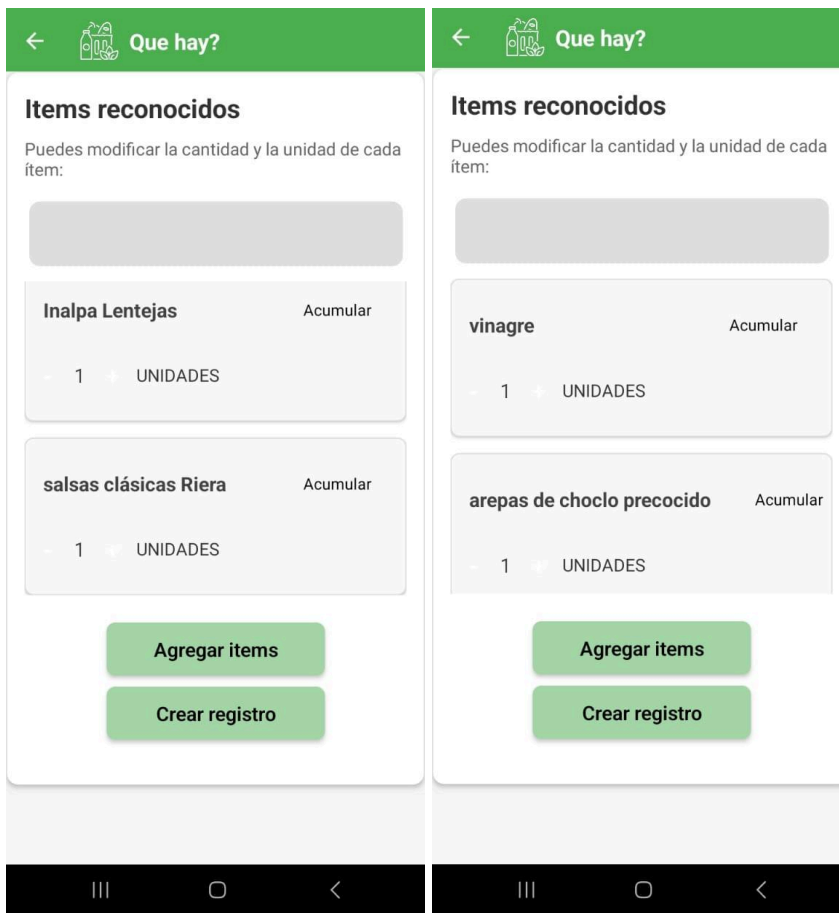 Que hay?
Items reconocidos
Puedes modificar la cantidad y la unidad de cada
ítem:
Inalpa Lentejas Acumular
- 1 + UNIDADES
salsas clásicas Riera Acumular
- 1 + UNIDADES
Agregar items
Crear registro
Que hay?
Items reconocidos
Puedes modificar la cantidad y la unidad de cada
ítem:
vinagre Acumular
- 1 + UNIDADES
arepas de choclo precocido Acumular
- 1 + UNIDADES
Agregar items
Crear registro